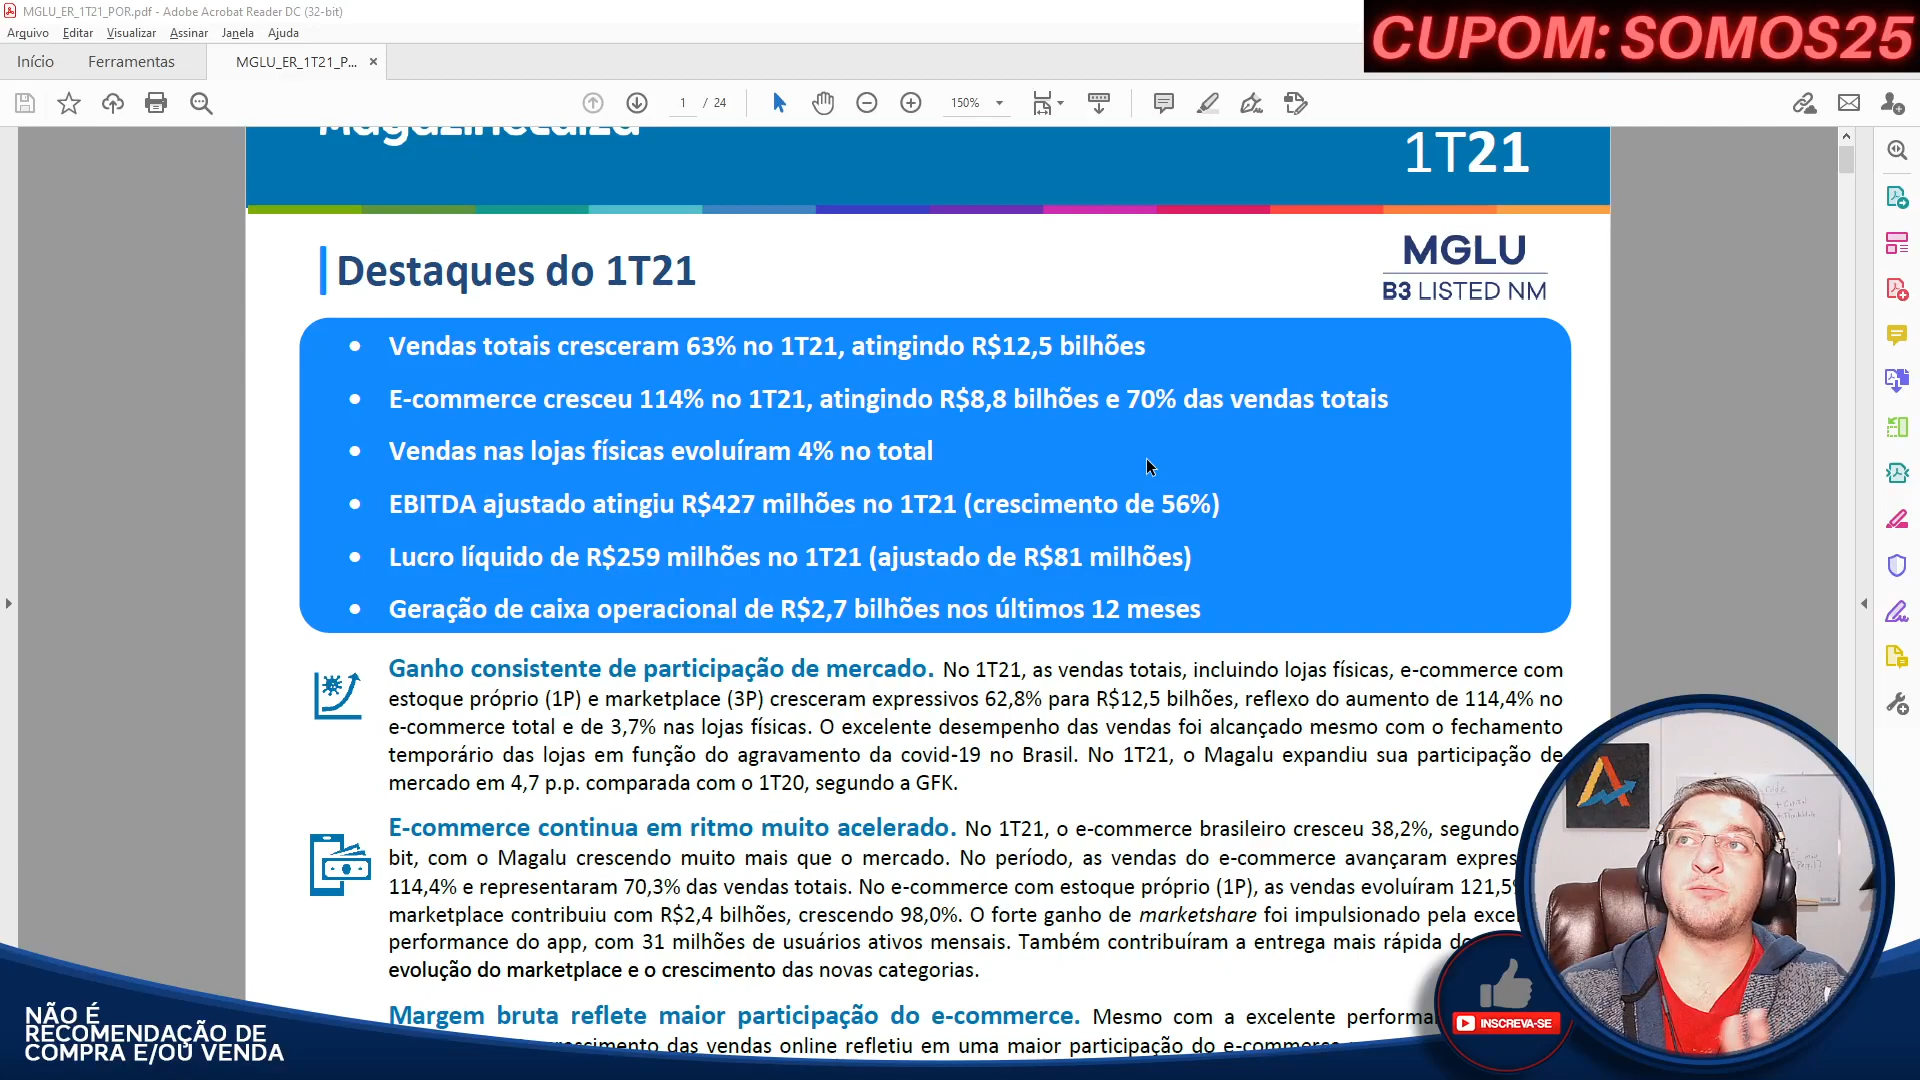 MGLU_ER_1T21_POR.pdf - Adobe Acrobat Reader DC (32-bit)
CUPOM: SOMOS25
Arquivo Editar Visualizar Assinar Janela Ajuda
Início Ferramentas MGLU_ER_1T21_P... ×
1 / 24 150%
MagazineLuiza
1T21
Destaques do 1T21
MGLU
B3 LISTED NM
• Vendas totais cresceram 63% no 1T21, atingindo R$12,5 bilhões
• E-commerce cresceu 114% no 1T21, atingindo R$8,8 bilhões e 70% das vendas totais
• Vendas nas lojas físicas evoluíram 4% no total
• EBITDA ajustado atingiu R$427 milhões no 1T21 (crescimento de 56%)
• Lucro líquido de R$259 milhões no 1T21 (ajustado de R$81 milhões)
• Geração de caixa operacional de R$2,7 bilhões nos últimos 12 meses
Ganho consistente de participação de mercado. No 1T21, as vendas totais, incluindo lojas físicas, e-commerce com
estoque próprio (1P) e marketplace (3P) cresceram expressivos 62,8% para R$12,5 bilhões, reflexo do aumento de 114,4% no
e-commerce total e de 3,7% nas lojas físicas. O excelente desempenho das vendas foi alcançado mesmo com o fechamento
temporário das lojas em função do agravamento da covid-19 no Brasil. No 1T21, o Magalu expandiu sua participação de
mercado em 4,7 p.p. comparada com o 1T20, segundo a GFK.
E-commerce continua em ritmo muito acelerado. No 1T21, o e-commerce brasileiro cresceu 38,2%, segundo
bit, com o Magalu crescendo muito mais que o mercado. No período, as vendas do e-commerce avançaram
114,4% e representaram 70,3% das vendas totais. No e-commerce com estoque próprio (1P), as vendas evoluíram
marketplace contribuiu com R$2,4 bilhões, crescendo 98,0%. O forte ganho de marketshare foi impulsionado pela
performance do app, com 31 milhões de usuários ativos mensais. Também contribuíram a entrega mais rápida
evolução do marketplace e o crescimento das novas categorias.
Margem bruta reflete maior participação do e-commerce. Mesmo com a excelente
das vendas online refletiu em uma maior participação do e-commerce
INSCREVA-SE
NÃO É
RECOMENDAÇÃO DE
COMPRA E/OU VENDA